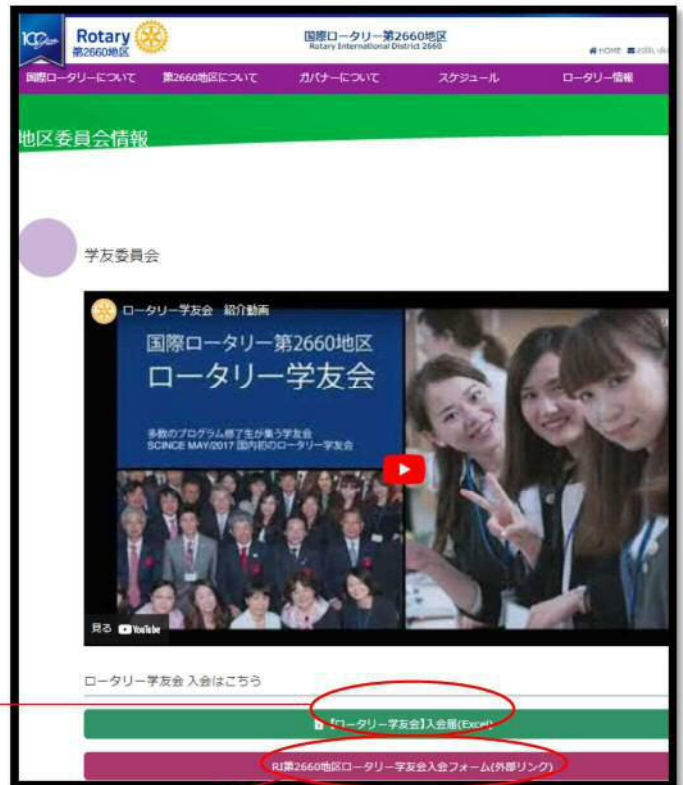 100
Rotary
第2660地区
国際ロータリー第2660地区
Rotary International District 2660
HOME
国際ロータリーについて 第2660地区について ガバナーについて スケジュール ロータリー情報
地区委員会情報
学友委員会
ロータリー学友会 紹介動画
国際ロータリー第2660地区
ロータリー学友会
多数のプログラム修了生が集う学友会
SCINCE MAY/2017 国内初のロータリー学友会
見る YouTube
ロータリー学友会 入会はこちら
【ロータリー学友会】入会届(Excel)
RI第2660地区ロータリー学友会入会フォーム(外部リンク)